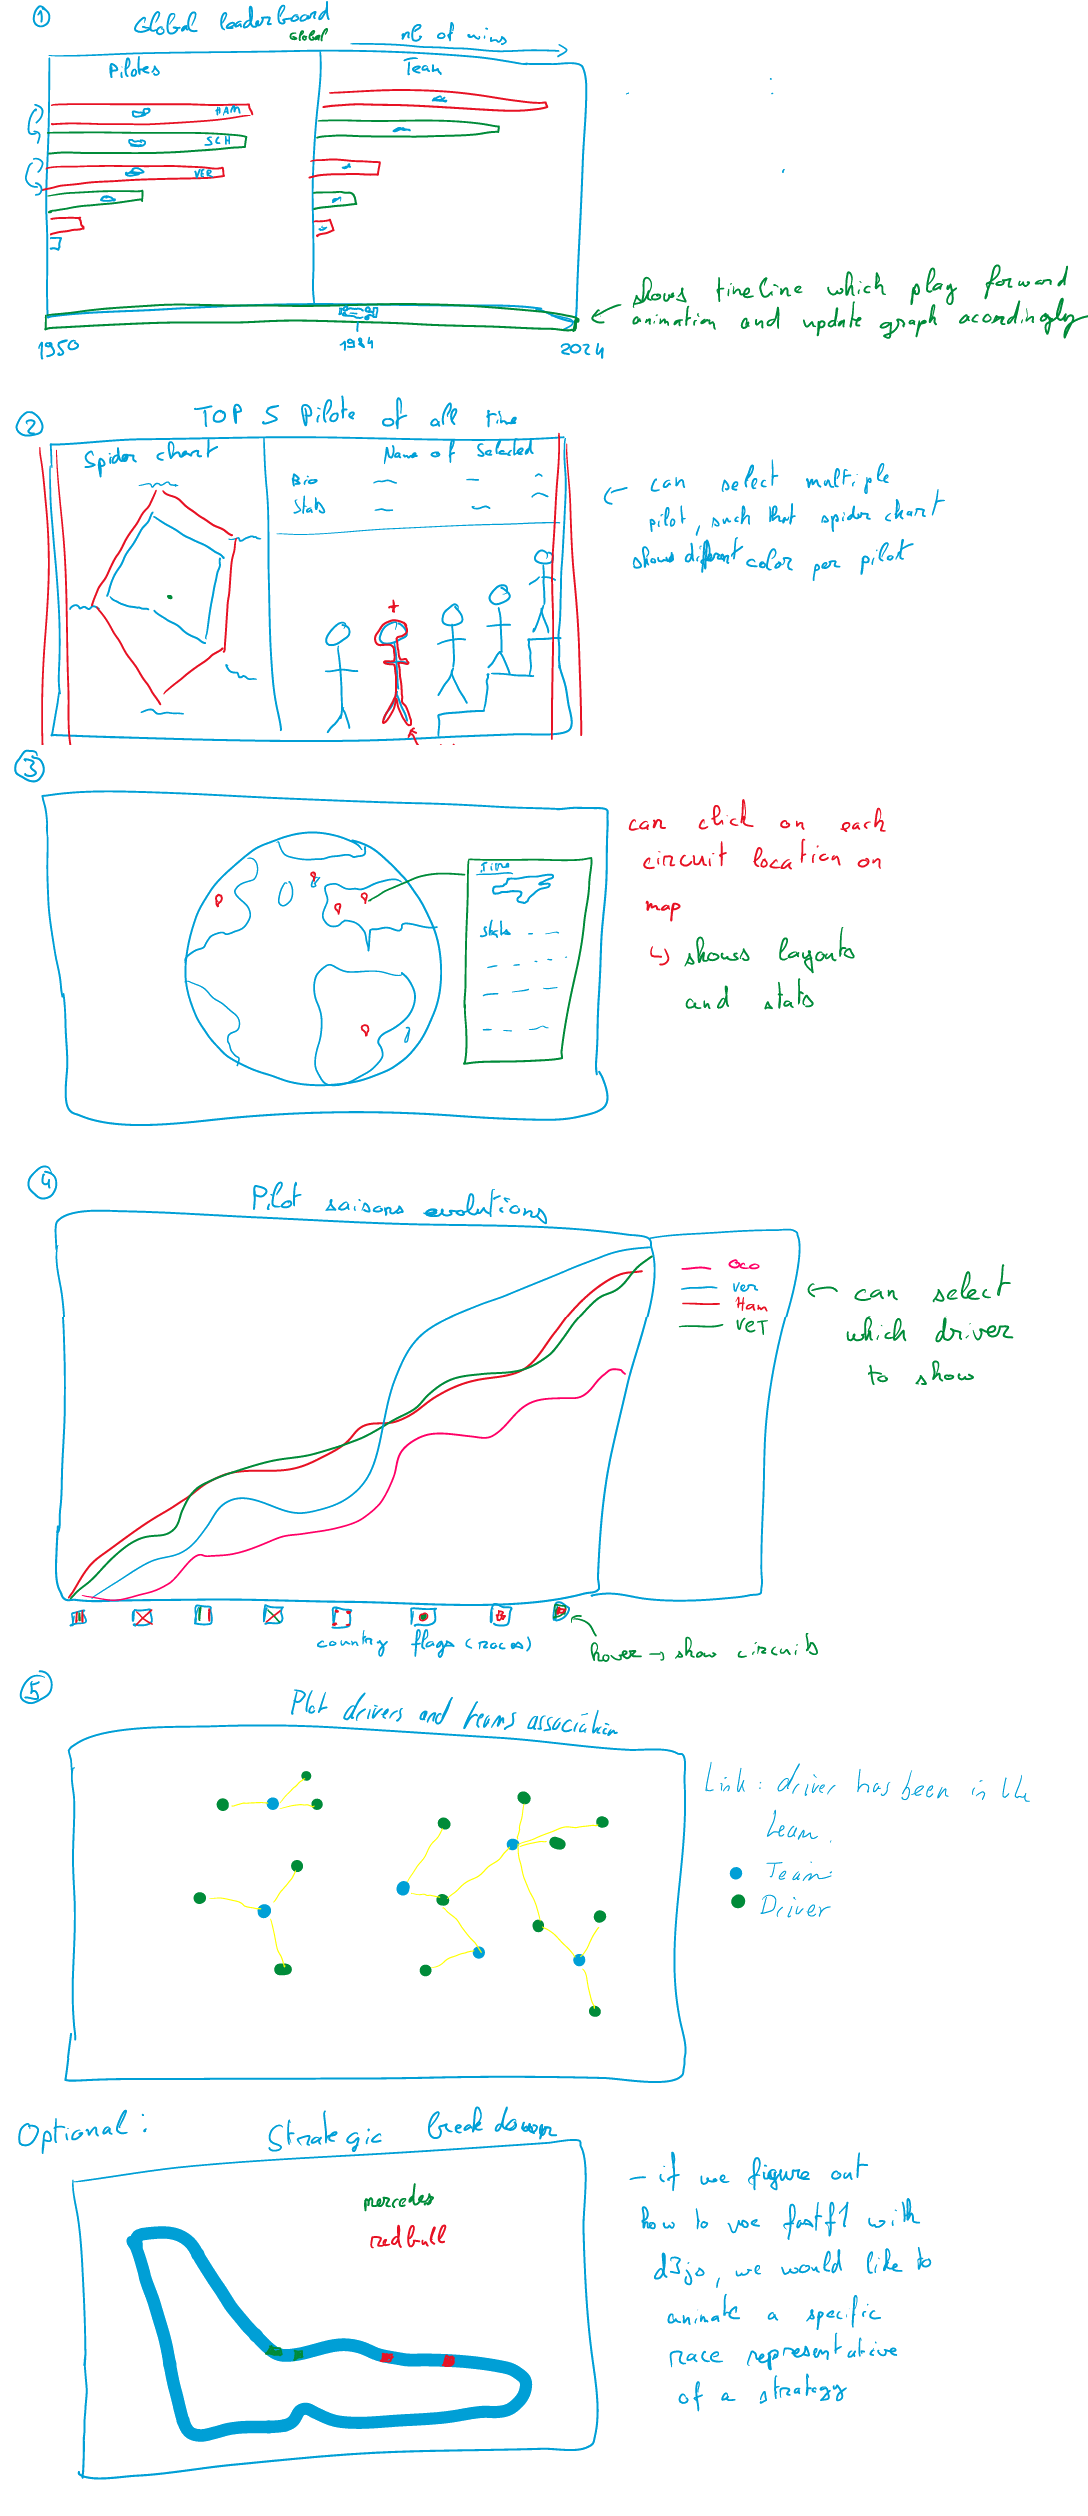 1
Global leaderboard
Global
nb of wins
Pilotes
Team
HAM
SCH
VER
shows timeline which play forward
animation and update graph acordingly
1950
1984
2024
2
TOP 5 Pilote of all time
Spider chart
Name of Selected
Bio
Stats
can select multiple
pilot, such that spider chart
shows different color per pilot
3
can click on each
circuit location on
map
shows layouts
and stats
Stats
4
Pilot saisons evolutions
OCO
Ver
Ham
VET
can select
which driver
to show
country flags (races)
hover → show circuits
5
Plot drivers and teams association
Link: driver has been in the
team.
Team
Driver
Optional:
Strategic breakdown
mercedes
redbull
- if we figure out
how to use fastf1 with
d3js, we would like to
animate a specific
race representative
of a strategy